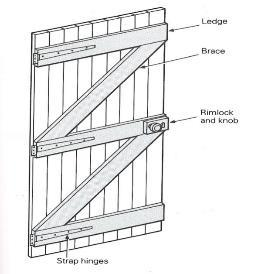 Ledge
Brace
Rimlock
and knob
Strap hinges